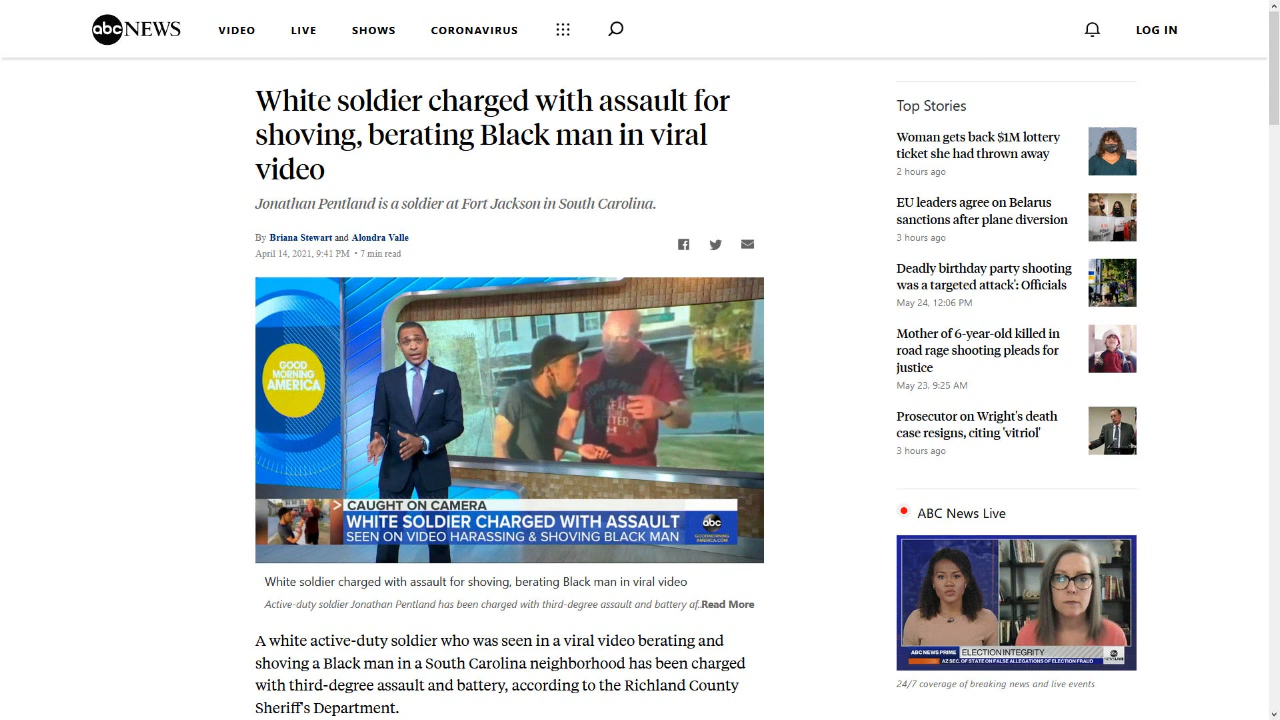 abc NEWS
VIDEO
LIVE
SHOWS
CORONAVIRUS
LOG IN
White soldier charged with assault for
shoving, berating Black man in viral
video
Jonathan Pentland is a soldier at Fort Jackson in South Carolina.
By Briana Stewart and Alondra Valle
April 14, 2021, 9:41 PM • 7 min read
GOOD
MORNING
AMERICA
CAUGHT ON CAMERA
WHITE SOLDIER CHARGED WITH ASSAULT
SEEN ON VIDEO HARASSING & SHOVING BLACK MAN
abc
GOODMORNING
AMERICA.COM
White soldier charged with assault for shoving, berating Black man in viral video
Active-duty soldier Jonathan Pentland has been charged with third-degree assault and battery af..Read More
A white active-duty soldier who was seen in a viral video berating and
shoving a Black man in a South Carolina neighborhood has been charged
with third-degree assault and battery, according to the Richland County
Sheriff's Department.
Top Stories
Woman gets back $1M lottery
ticket she had thrown away
2 hours ago
EU leaders agree on Belarus
sanctions after plane diversion
3 hours ago
Deadly birthday party shooting
was a targeted attack': Officials
May 24, 12:06 PM
Mother of 6-year-old killed in
road rage shooting pleads for
justice
May 23, 9:25 AM
Prosecutor on Wright's death
case resigns, citing 'vitriol'
3 hours ago
ABC News Live
ABC NEWS PRIME
ELECTION INTEGRITY
AZ SEC. OF STATE ON FALSE ALLEGATIONS OF ELECTION FRAUD
24/7 coverage of breaking news and live events